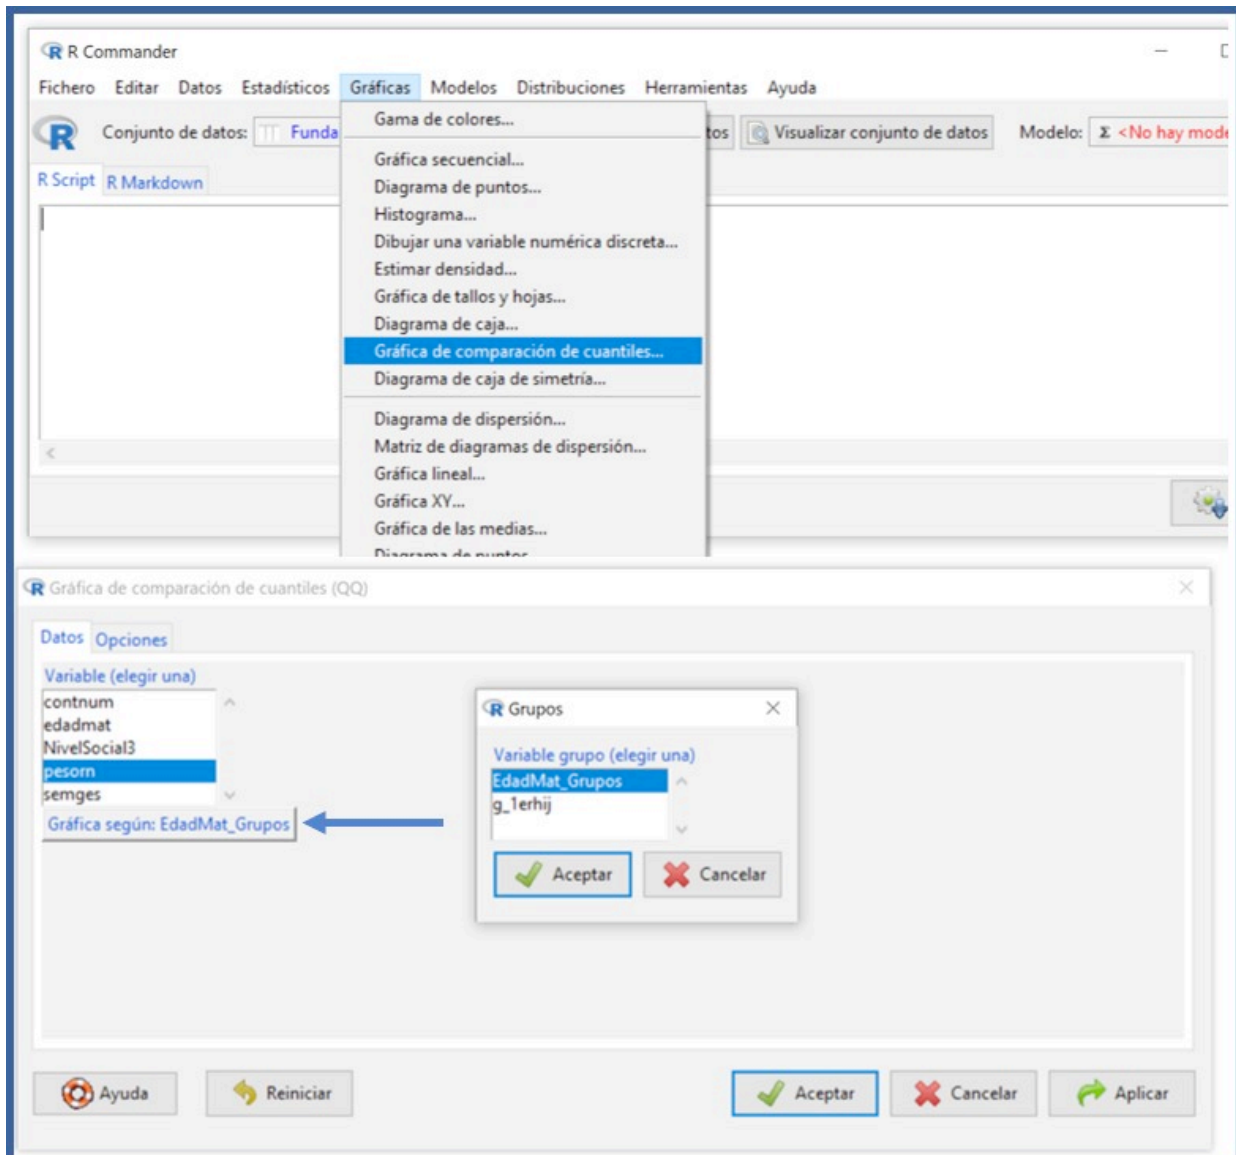 R Commander
Fichero Editar Datos Estadísticos Gráficas Modelos Distribuciones Herramientas Ayuda
Conjunto de datos: Funda
tos Visualizar conjunto de datos Modelo: Σ <No hay mode
R Script R Markdown
Gama de colores...
Gráfica secuencial...
Diagrama de puntos...
Histograma...
Dibujar una variable numérica discreta...
Estimar densidad...
Gráfica de tallos y hojas...
Diagrama de caja...
Gráfica de comparación de cuantiles...
Diagrama de caja de simetría...
Diagrama de dispersión...
Matriz de diagramas de dispersión...
Gráfica lineal...
Gráfica XY...
Gráfica de las medias...
Diagrama de puntos
Gráfica de comparación de cuantiles (QQ)
Datos Opciones
Variable (elegir una)
contnum
edadmat
NivelSocial3
pesorn
semges
Gráfica según: EdadMat_Grupos
Grupos
Variable grupo (elegir una)
EdadMat_Grupos
g_1erhij
Aceptar Cancelar
Ayuda Reiniciar Aceptar Cancelar Aplicar